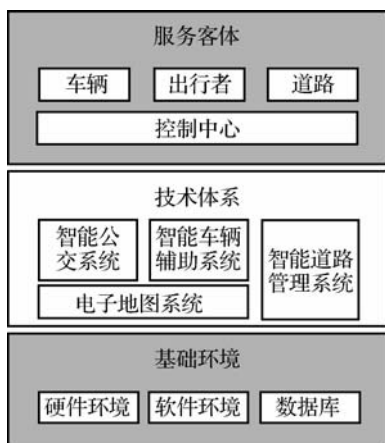 服务客体
车辆 出行者 道路
控制中心
技术体系
智能公
交系统
智能车辆
辅助系统
智能道路
管理系统
电子地图系统
基础环境
硬件环境 软件环境 数据库